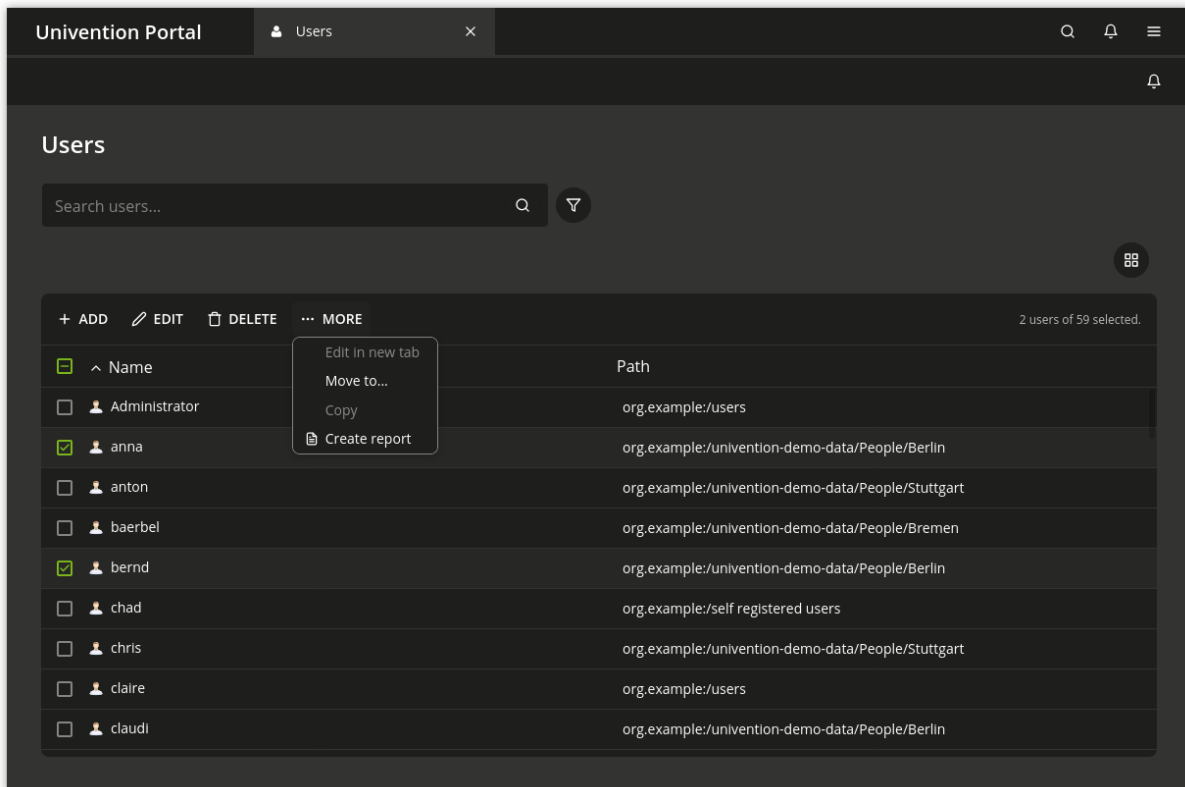 Univention Portal Users
Users
Search users...
ADD EDIT DELETE MORE 2 users of 59 selected.
Edit in new tab
Move to...
Copy
Create report
Name Path
Administrator org.example:/users
anna org.example:/univention-demo-data/People/Berlin
anton org.example:/univention-demo-data/People/Stuttgart
baerbel org.example:/univention-demo-data/People/Bremen
bernd org.example:/univention-demo-data/People/Berlin
chad org.example:/self registered users
chris org.example:/univention-demo-data/People/Stuttgart
claire org.example:/users
claudi org.example:/univention-demo-data/People/Berlin